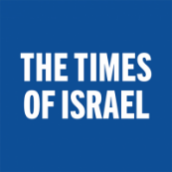 THE TIMES
OF ISRAEL